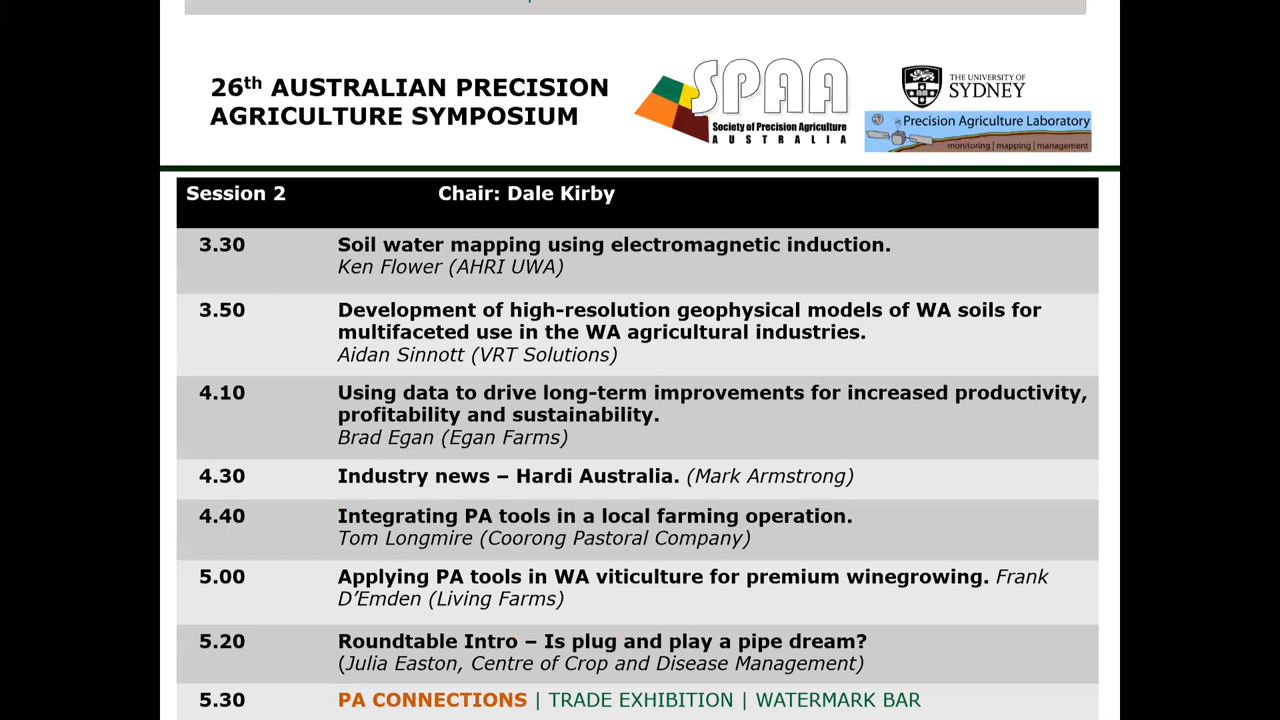 26th AUSTRALIAN PRECISION
AGRICULTURE SYMPOSIUM
SPAA
Society of Precision Agriculture
AUSTRALIA
THE UNIVERSITY OF
SYDNEY
Precision Agriculture Laboratory
monitoring | mapping | management
Session 2 Chair: Dale Kirby
3.30 Soil water mapping using electromagnetic induction.
Ken Flower (AHRI UWA)
3.50 Development of high-resolution geophysical models of WA soils for
multifaceted use in the WA agricultural industries.
Aidan Sinnott (VRT Solutions)
4.10 Using data to drive long-term improvements for increased productivity,
profitability and sustainability.
Brad Egan (Egan Farms)
4.30 Industry news – Hardi Australia. (Mark Armstrong)
4.40 Integrating PA tools in a local farming operation.
Tom Longmire (Coorong Pastoral Company)
5.00 Applying PA tools in WA viticulture for premium winegrowing. Frank
D’Emden (Living Farms)
5.20 Roundtable Intro – Is plug and play a pipe dream?
(Julia Easton, Centre of Crop and Disease Management)
5.30 PA CONNECTIONS | TRADE EXHIBITION | WATERMARK BAR